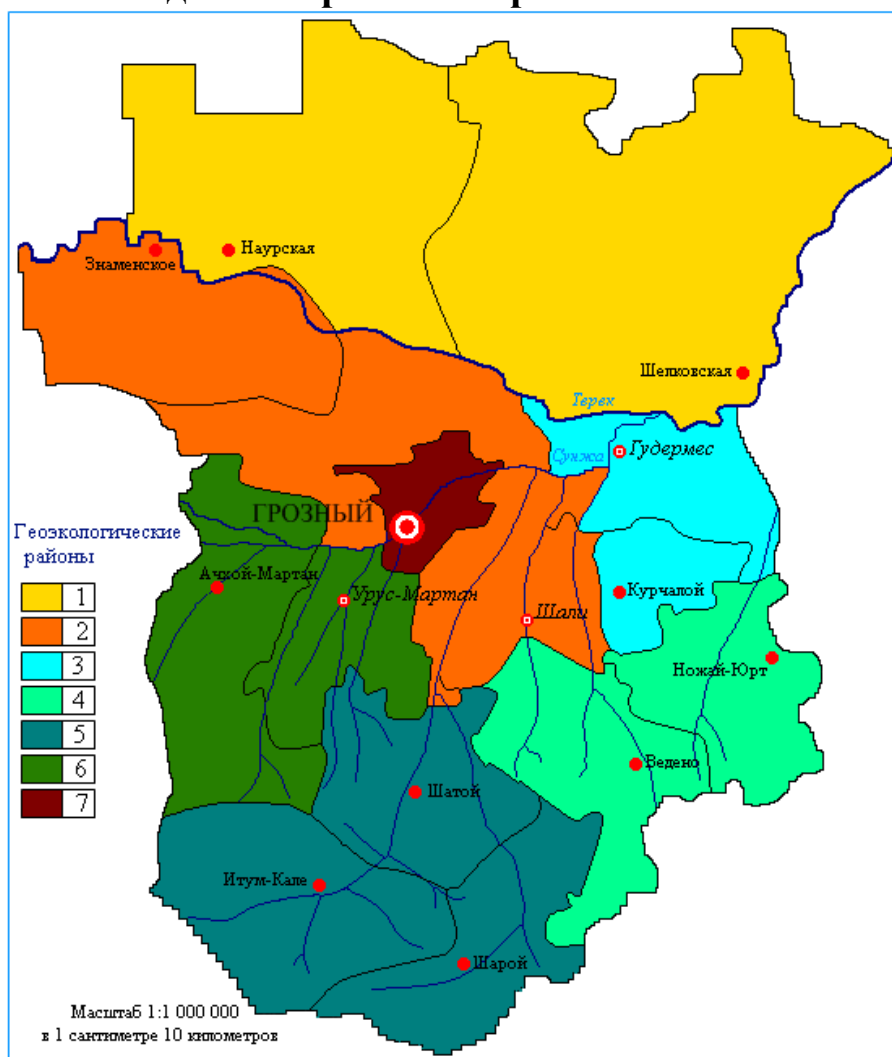 Знаменское
Наурская
Шелковская
Терек
Сунжа
Гудермес
ГРОЗНЫЙ
Геоэкологические
районы
Ачхой-Мартан
Урус-Мартан
Шали
Курчалой
Ножай-Юрт
1
2
3
4
5
6
7
Ведено
Шатой
Итум-Кале
Шарой
Масштаб 1:1 000 000
в 1 сантиметре 10 километров